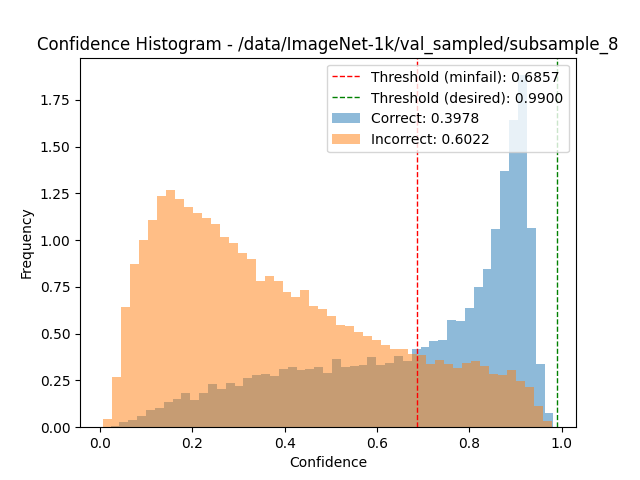 Confidence Histogram - /data/ImageNet-1k/val_sampled/subsample_8
Threshold (minfail): 0.6857
Threshold (desired): 0.9900
Correct: 0.3978
Incorrect: 0.6022
Frequency
1.75
1.50
1.25
1.00
0.75
0.50
0.25
0.00
0.0 0.2 0.4 0.6 0.8 1.0
Confidence